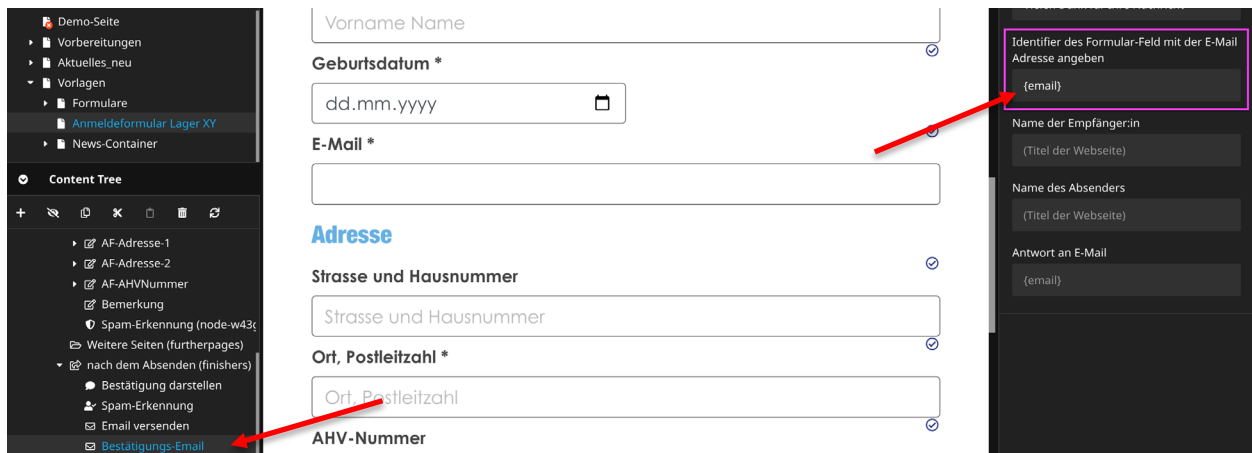 Demo-Seite
Vorbereitungen
Aktuelles_neu
Vorlagen
Formulare
Anmeldeformular Lager XY
News-Container
Content Tree
AF-Adresse-1
AF-Adresse-2
AF-AHVNummer
Bemerkung
Spam-Erkennung (node-w43g
Weitere Seiten (furtherpages)
nach dem Absenden (finishers)
Bestätigung darstellen
Spam-Erkennung
Email versenden
Bestätigungs-Email
Vorname Name
Geburtsdatum *
dd.mm.yyyy
E-Mail *
Adresse
Strasse und Hausnummer
Strasse und Hausnummer
Ort, Postleitzahl *
Ort, Postleitzahl
AHV-Nummer
Identifier des Formular-Feld mit der E-Mail
Adresse angeben
{email}
Name der Empfänger:in
(Titel der Webseite)
Name des Absenders
(Titel der Webseite)
Antwort an E-Mail
{email}